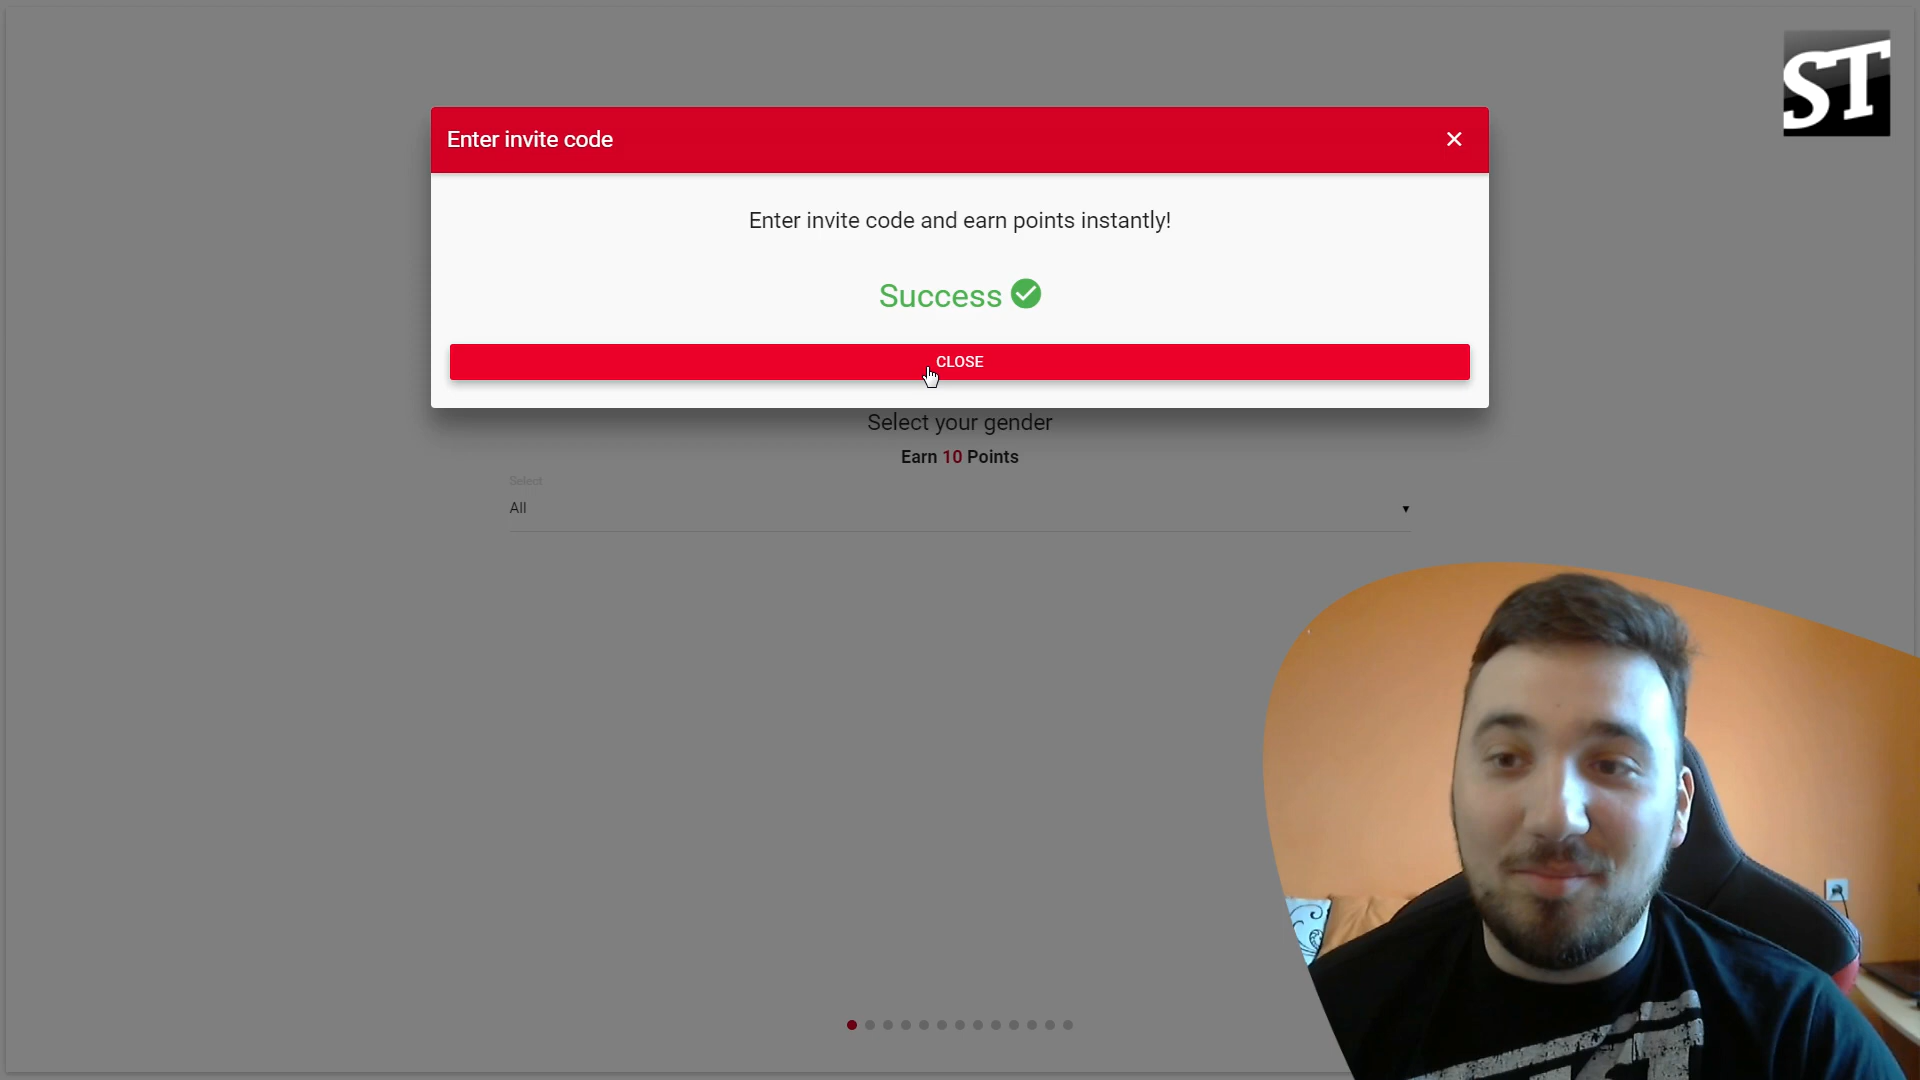 ST
Enter invite code
Enter invite code and earn points instantly!
Success
CLOSE
Select your gender
Earn 10 Points
Select
All